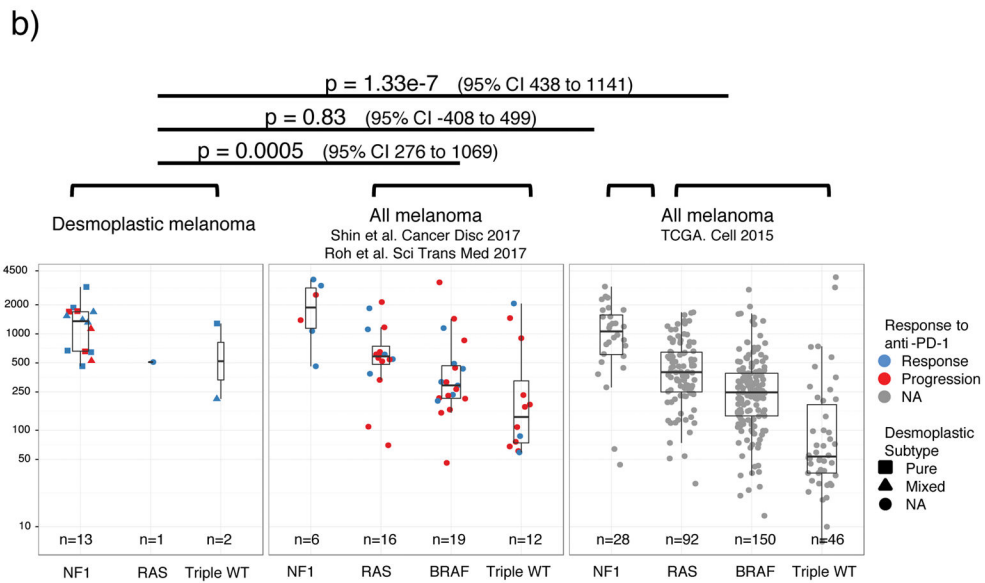 b)
p = 1.33e-7 (95% CI 438 to 1141)
p = 0.83 (95% CI -408 to 499)
p = 0.0005 (95% CI 276 to 1069)
Desmoplastic melanoma
All melanoma
Shin et al. Cancer Disc 2017
Roh et al. Sci Trans Med 2017
All melanoma
TCGA. Cell 2015
4500
2000
1000
500
250
100
50
10
n=13 n=1 n=2
n=6 n=16 n=19 n=12
n=28 n=92 n=150 n=46
NF1 RAS Triple WT
NF1 RAS BRAF Triple WT
NF1 RAS BRAF Triple WT
Response to
anti -PD-1
Response
Progression
NA
Desmoplastic
Subtype
Pure
Mixed
NA